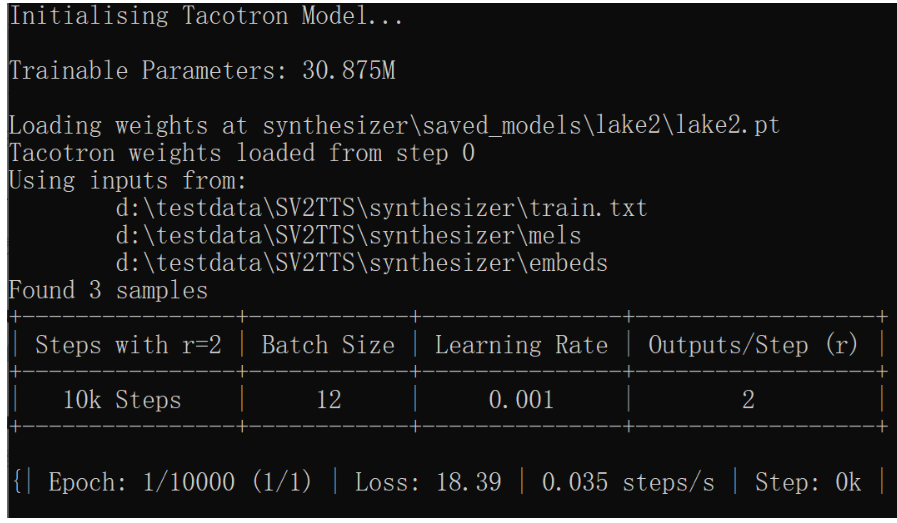 Initialising Tacotron Model...
Trainable Parameters: 30.875M
Loading weights at synthesizer\saved_models\lake2\lake2.pt
Tacotron weights loaded from step 0
Using inputs from:
d:\testdata\SV2TTS\synthesizer\train.txt
d:\testdata\SV2TTS\synthesizer\mels
d:\testdata\SV2TTS\synthesizer\embeds
Found 3 samples
+----------------+------------+---------------+------------------+
| Steps with r=2 | Batch Size | Learning Rate | Outputs/Step (r) |
+----------------+------------+---------------+------------------+
| 10k Steps | 12 | 0.001 | 2 |
+----------------+------------+---------------+------------------+
{| Epoch: 1/10000 (1/1) | Loss: 18.39 | 0.035 steps/s | Step: 0k |